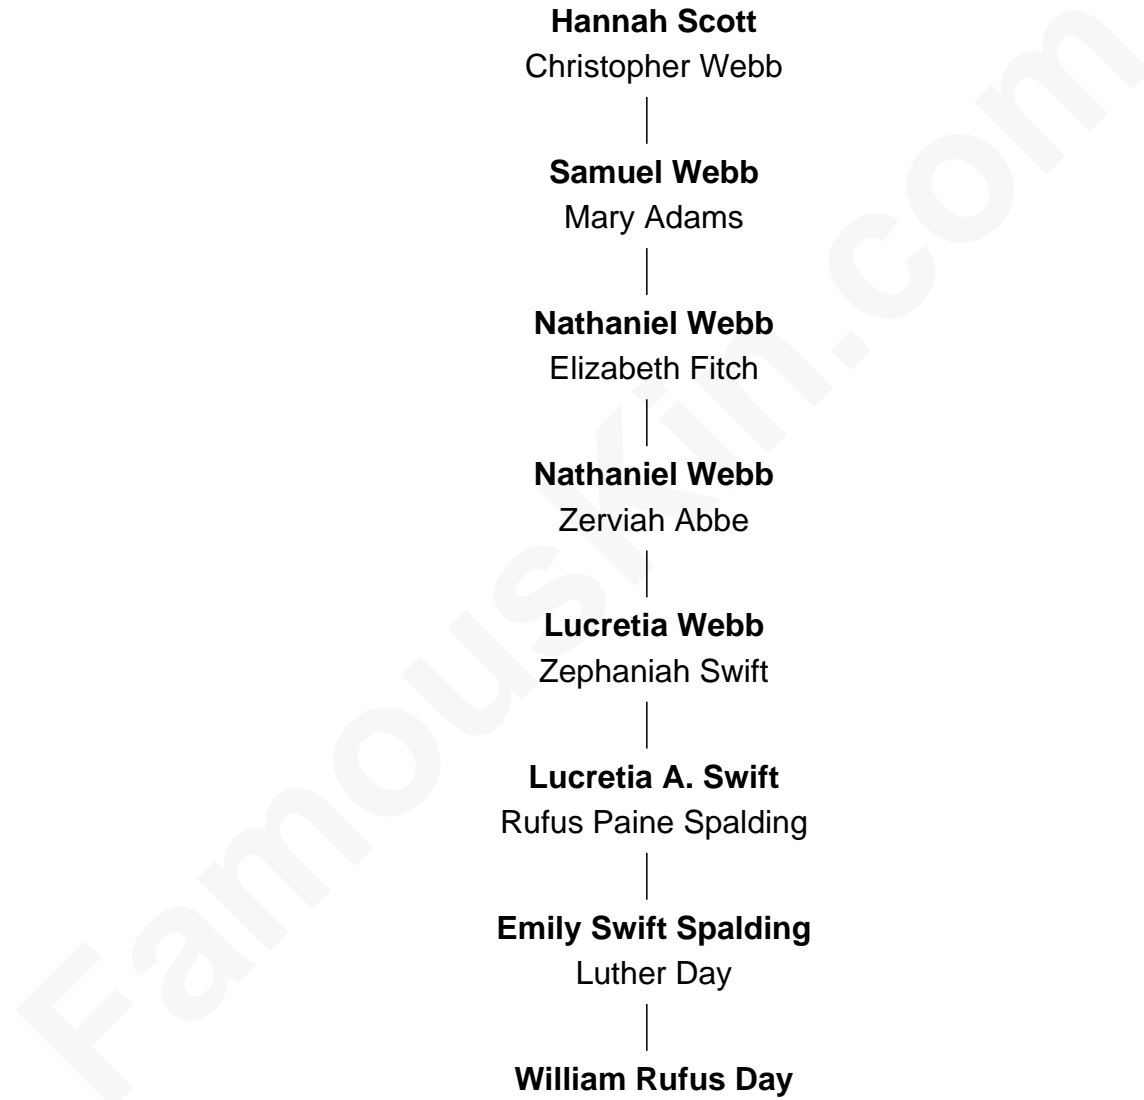 Hannah Scott
Christopher Webb
Samuel Webb
Mary Adams
Nathaniel Webb
Elizabeth Fitch
Nathaniel Webb
Zerviah Abbe
Lucretia Webb
Zephaniah Swift
Lucretia A. Swift
Rufus Paine Spalding
Emily Swift Spalding
Luther Day
William Rufus Day
FamousKin.com